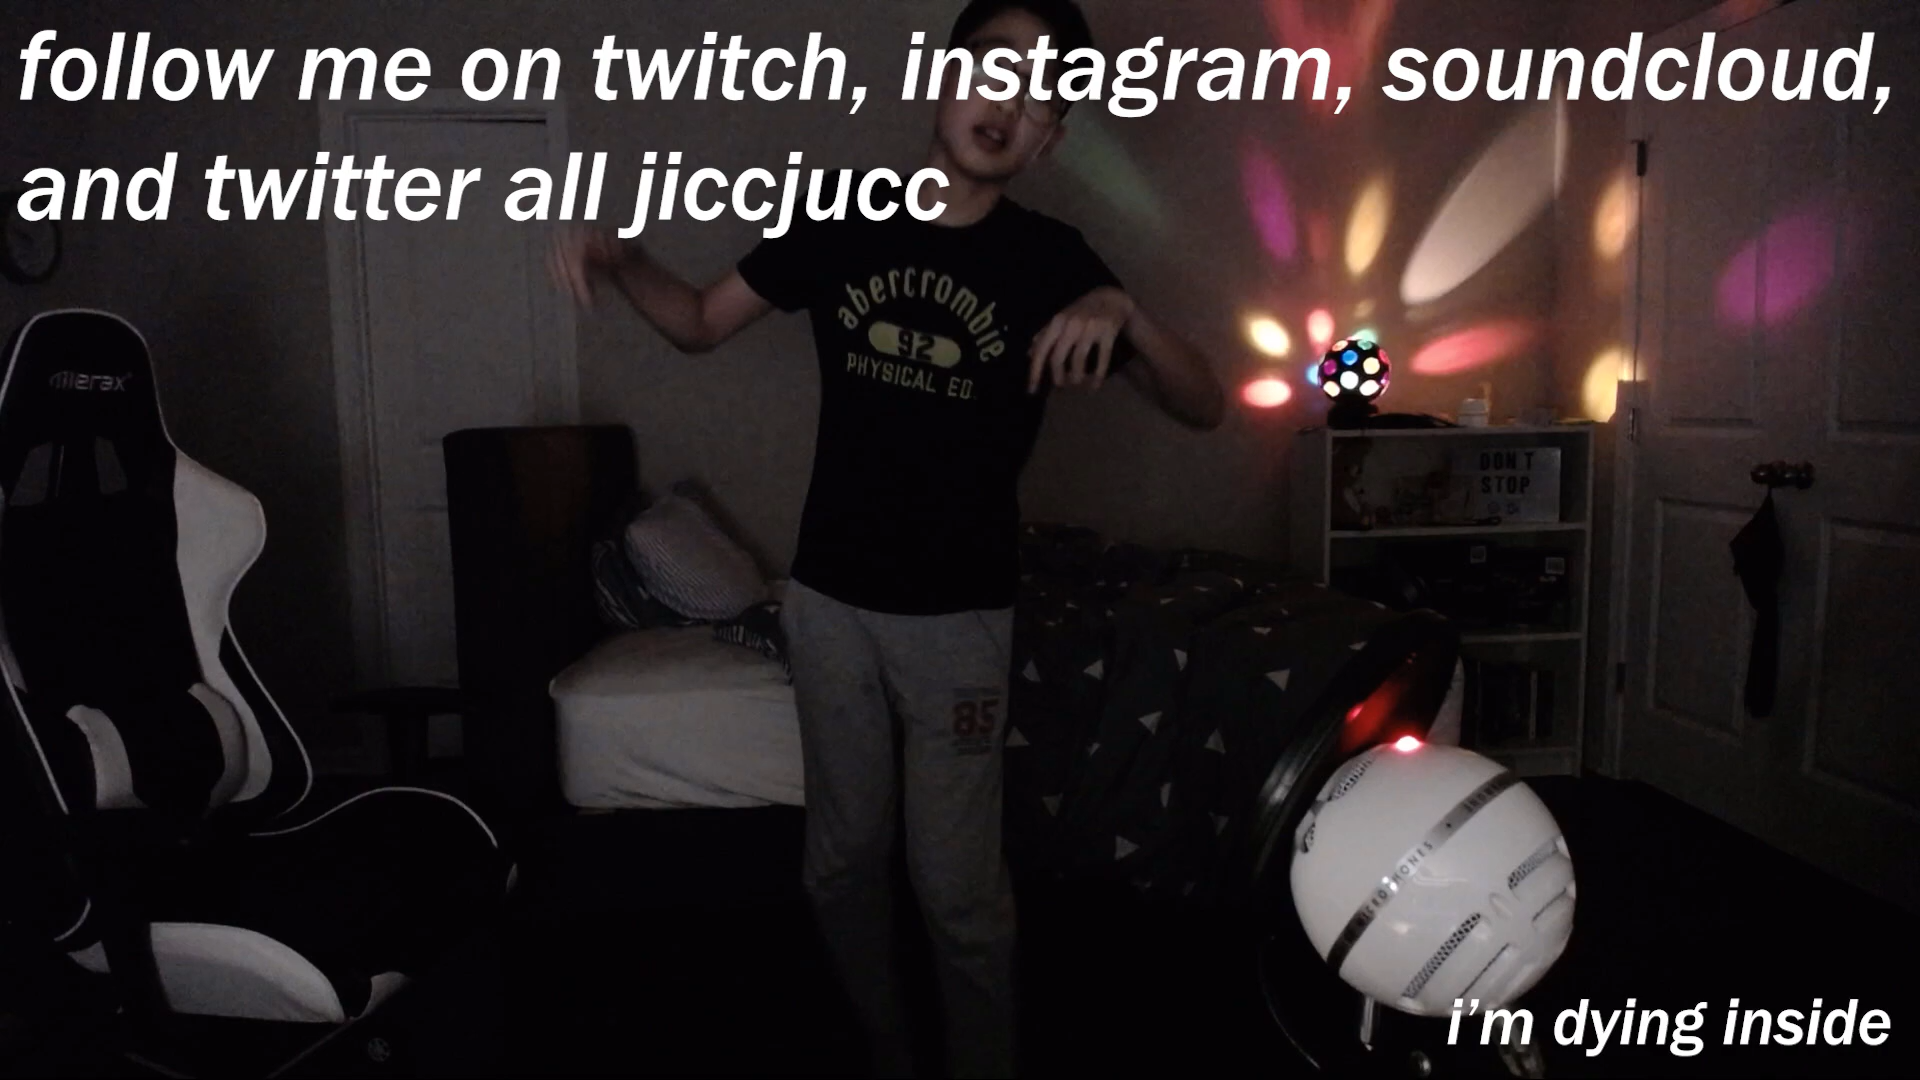 follow me on twitch, instagram, soundcloud,
and twitter all jiccjucc
abercrombie
92
PHYSICAL ED.
DON'T
STOP
85
MICROPHONES
i'm dying inside